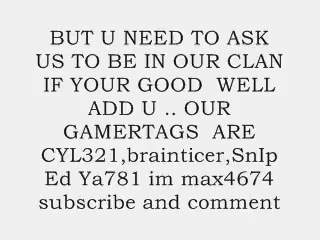 BUT U NEED TO ASK
US TO BE IN OUR CLAN
IF YOUR GOOD  WELL
ADD U .. OUR
GAMERTAGS  ARE
CYL321,brainticer,SnIp
Ed Ya781 im max4674
subscribe and comment